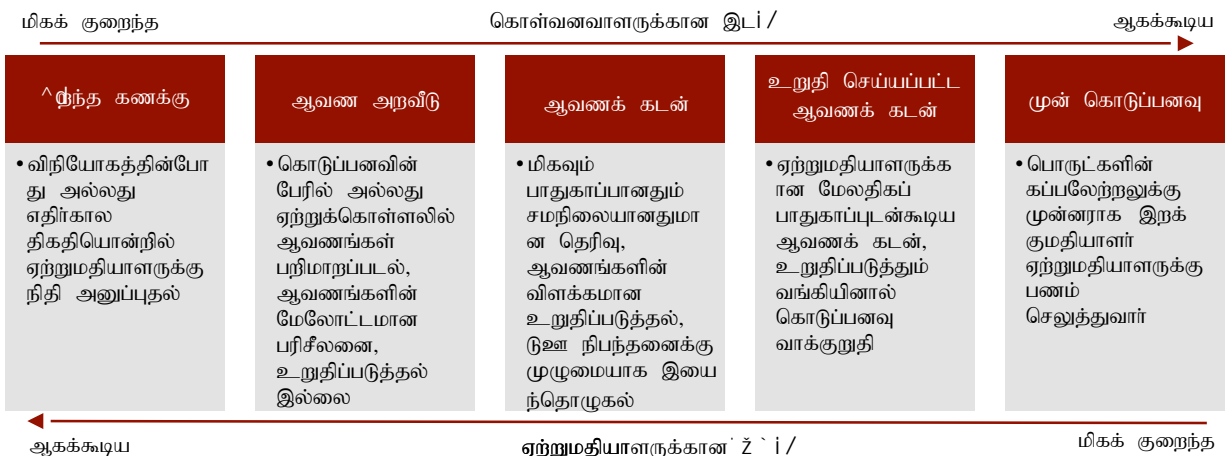 மிகக் குறைந்த
கொள்வனவாளருக்கான
ஆகக்கூடிய
கணக்கு
• விநியோகத்தின்போ
து அல்லது
எதிர்கால
திகதியொன்றில்
ஏற்றுமதியாளருக்கு
நிதி அனுப்புதல்
ஆவண அறவீடு
• கொடுப்பனவின்
பேரில் அல்லது
ஏற்றுக்கொள்ளலில்
ஆவணங்கள்
பறிமாறப்படல்,
ஆவணங்களின்
மேலோட்டமான
பரிசீலனை,
உறுதிப்படுத்தல்
இல்லை
ஆவணக் கடன்
• மிகவும்
பாதுகாப்பானதும்
சமநிலையானதுமா
ன தெரிவு,
ஆவணங்களின்
விளக்கமான
உறுதிப்படுத்தல்,
டுஊ நிபந்தனைக்கு
முழுமையாக இயை
ந்தொழுகல்
உறுதி செய்யப்பட்ட
ஆவணக் கடன்
• ஏற்றுமதியாளருக்க
ான மேலதிகப்
பாதுகாப்புடன்கூடிய
ஆவணக் கடன்,
உறுதிப்படுத்தும்
வங்கியினால்
கொடுப்பனவு
வாக்குறுதி
முன் கொடுப்பனவு
• பொருட்களின்
கப்பலேற்றலுக்கு
முன்னராக இறக்
குமதியாளர்
ஏற்றுமதியாளருக்கு
பணம்
செலுத்துவார்
ஆகக்கூடிய
ஏற்றுமதியாளருக்கான
மிகக் குறைந்த